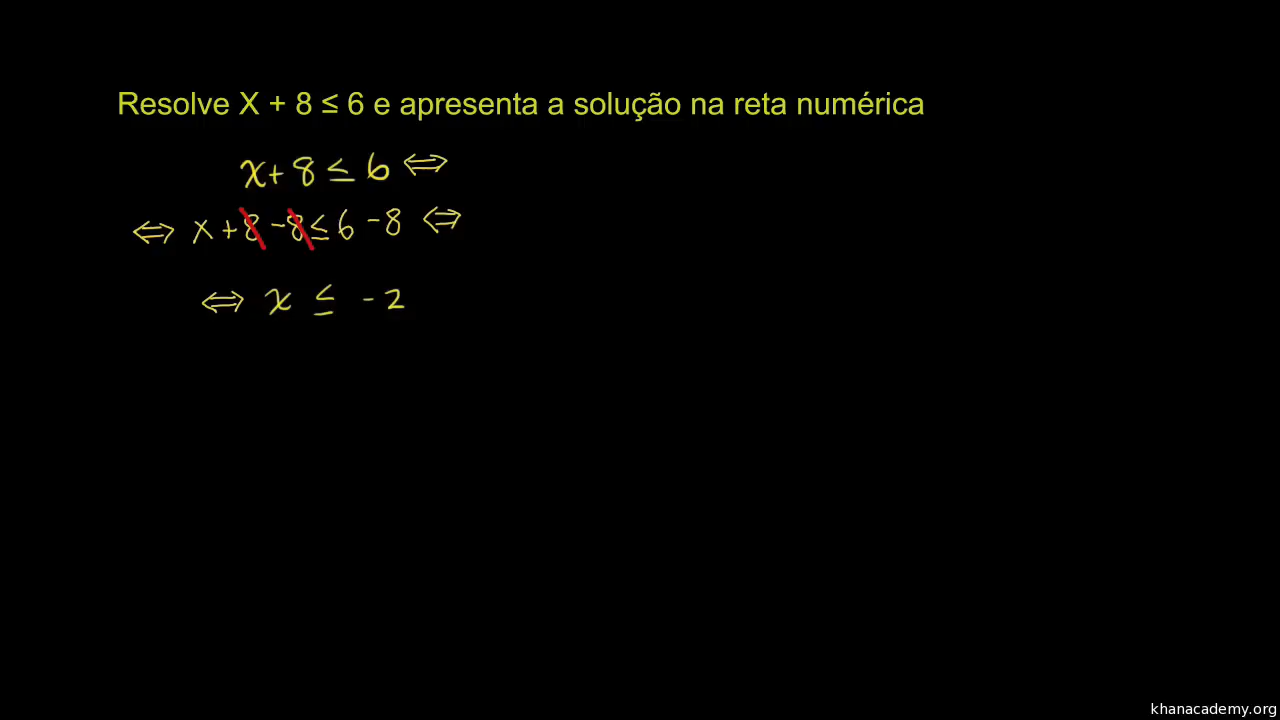 Resolve X + 8 ≤ 6 e apresenta a solução na reta numérica
x + 8 ≤ 6 ⇔
⇔ x + 8 - 8 ≤ 6 - 8 ⇔
⇔ x ≤ - 2
khanacademy.org